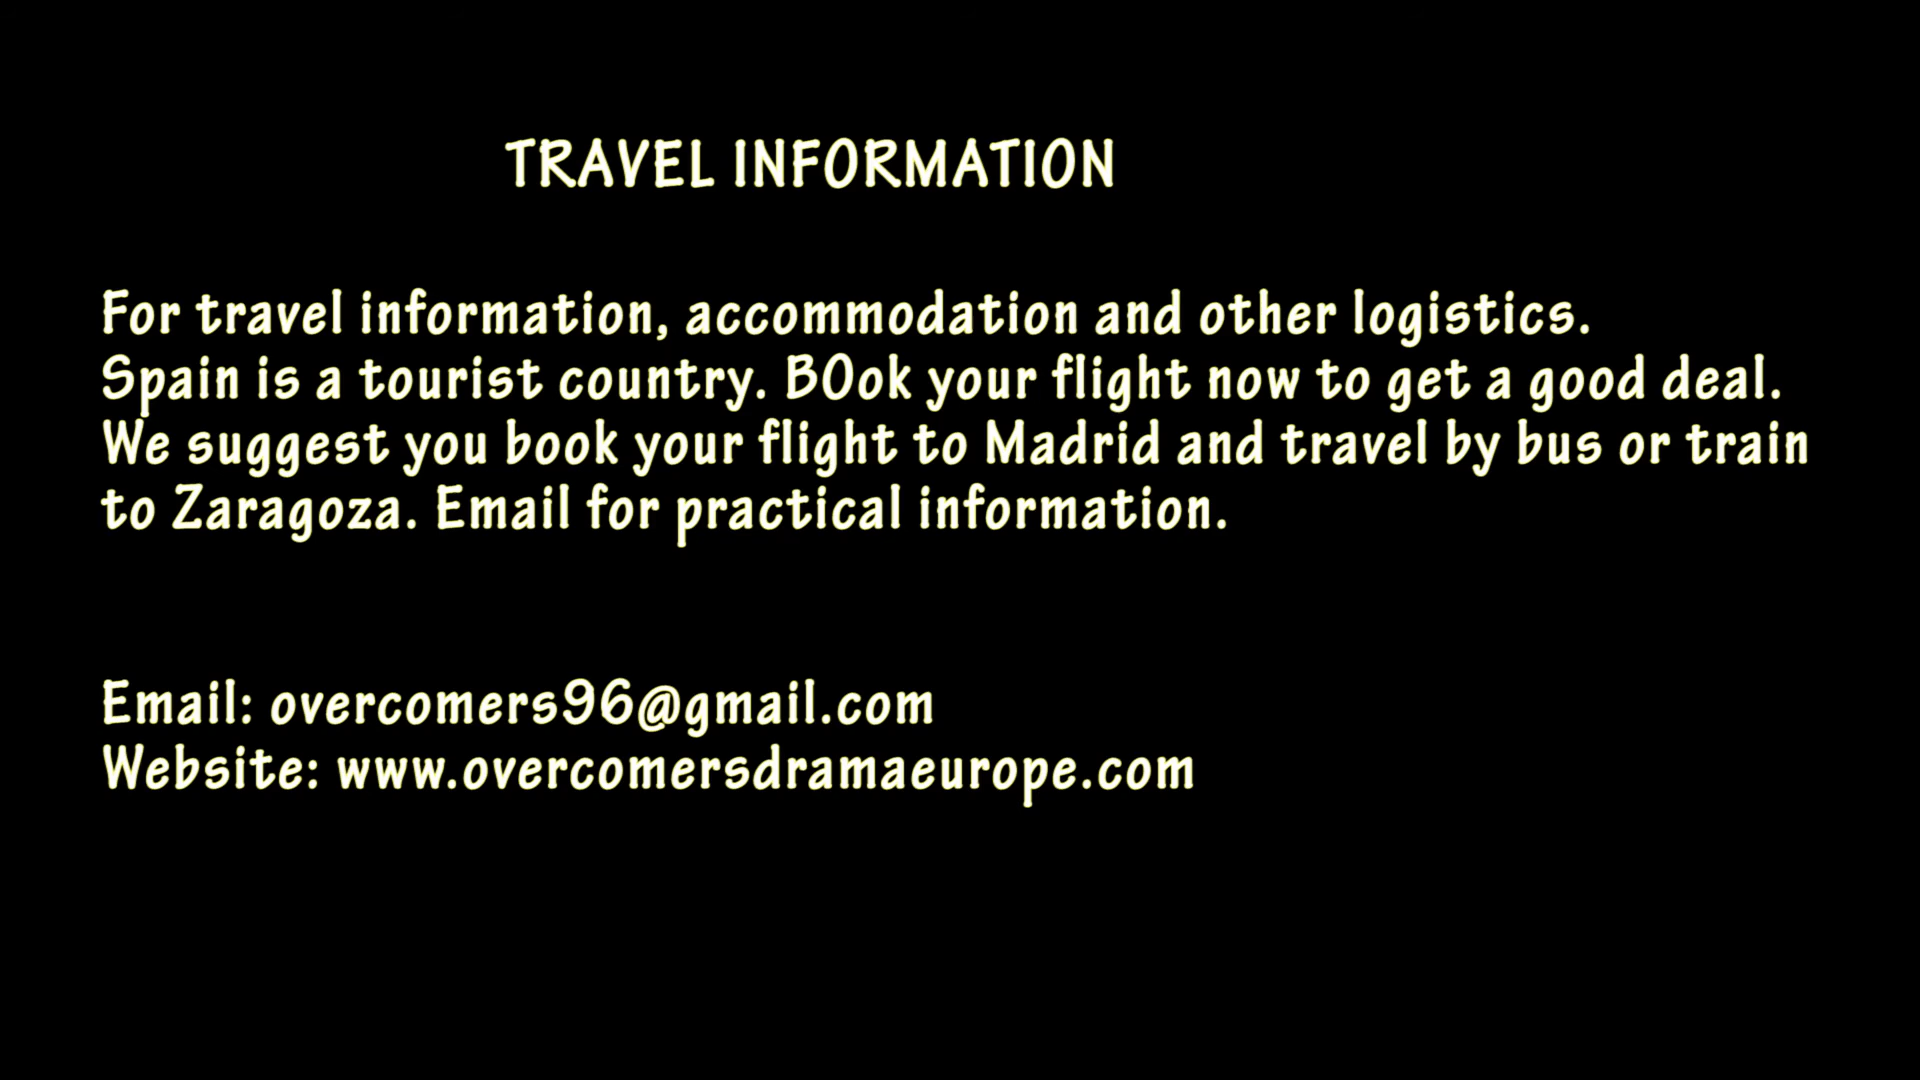 TRAVEL INFORMATION
For travel information, accommodation and other logistics.
Spain is a tourist country. BOok your flight now to get a good deal.
We suggest you book your flight to Madrid and travel by bus or train
to Zaragoza. Email for practical information.
Email: overcomers96@gmail.com
Website: www.overcomersdramaeurope.com